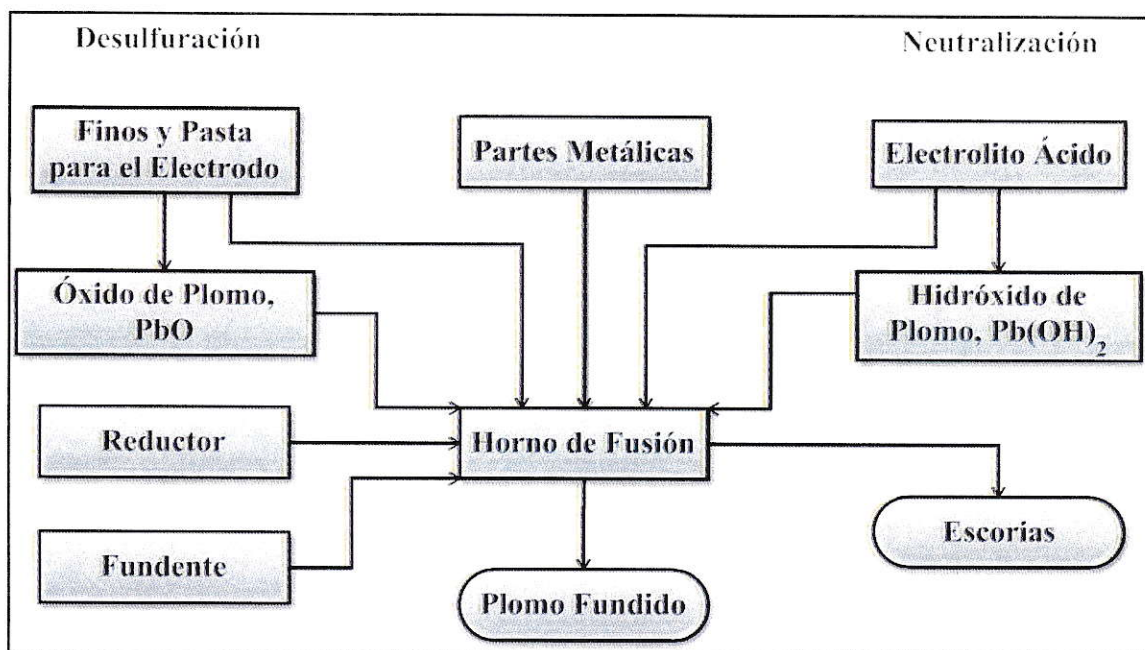 Desulfuración
Neutralización
Finos y Pasta
para el Electrodo
Partes Metálicas
Electrolito Ácido
Óxido de Plomo,
PbO
Hidróxido de
Plomo, Pb(OH)₂
Reductor
Horno de Fusión
Fundente
Escorias
Plomo Fundido